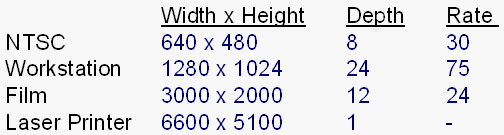 Width x Height Depth Rate
NTSC 640 x 480 8 30
Workstation 1280 x 1024 24 75
Film 3000 x 2000 12 24
Laser Printer 6600 x 5100 1 -